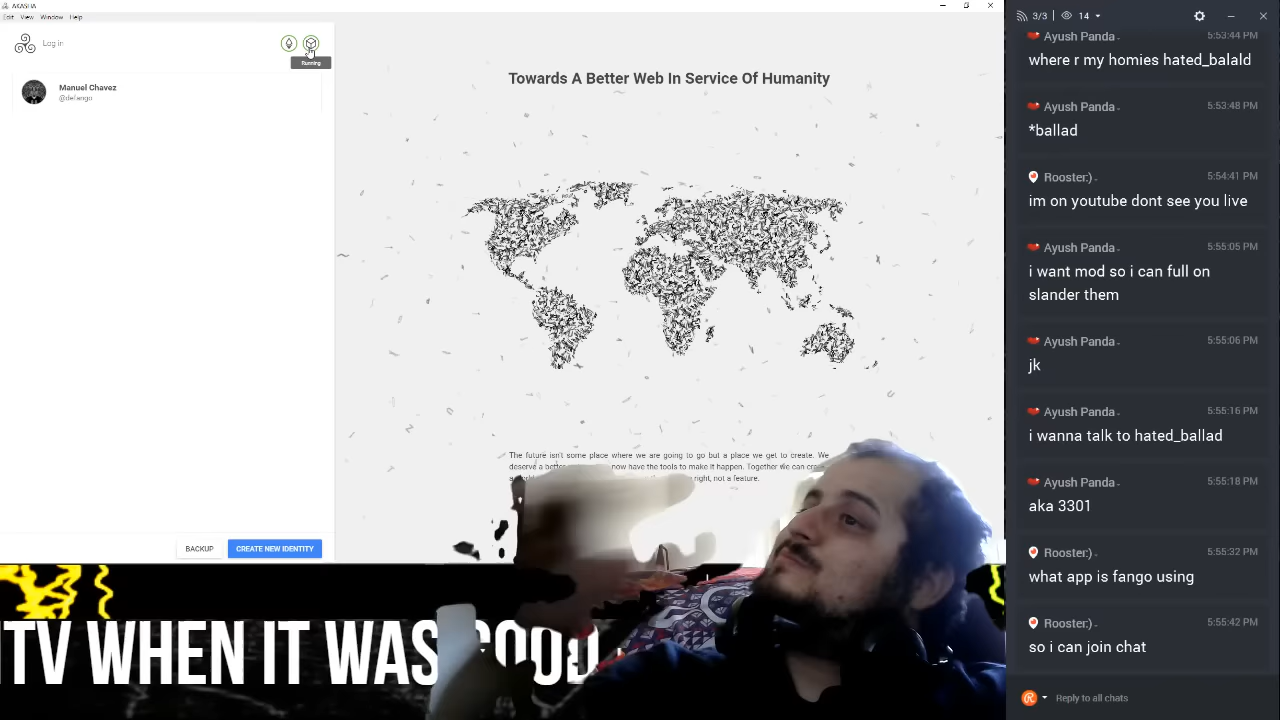 AKASHA
Edit View Window Help
Log in
Running
Manuel Chavez
@defango
BACKUP
CREATE NEW IDENTITY
Towards A Better Web In Service Of Humanity
The future isn't some place where we are going to go but a place we get to create. We
deserve a better now have the tools to make it happen. Together we can
right, not a feature.
TV WHEN IT WAS GOOD
3/3 14
Ayush Panda 5:53:44 PM
where r my homies hated_balald
Ayush Panda 5:53:48 PM
*ballad
Rooster:) 5:54:41 PM
im on youtube dont see you live
Ayush Panda 5:55:05 PM
i want mod so i can full on
slander them
Ayush Panda 5:55:06 PM
jk
Ayush Panda 5:55:16 PM
i wanna talk to hated_ballad
Ayush Panda 5:55:18 PM
aka 3301
Rooster:) 5:55:32 PM
what app is fango using
Rooster:) 5:55:42 PM
so i can join chat
Reply to all chats